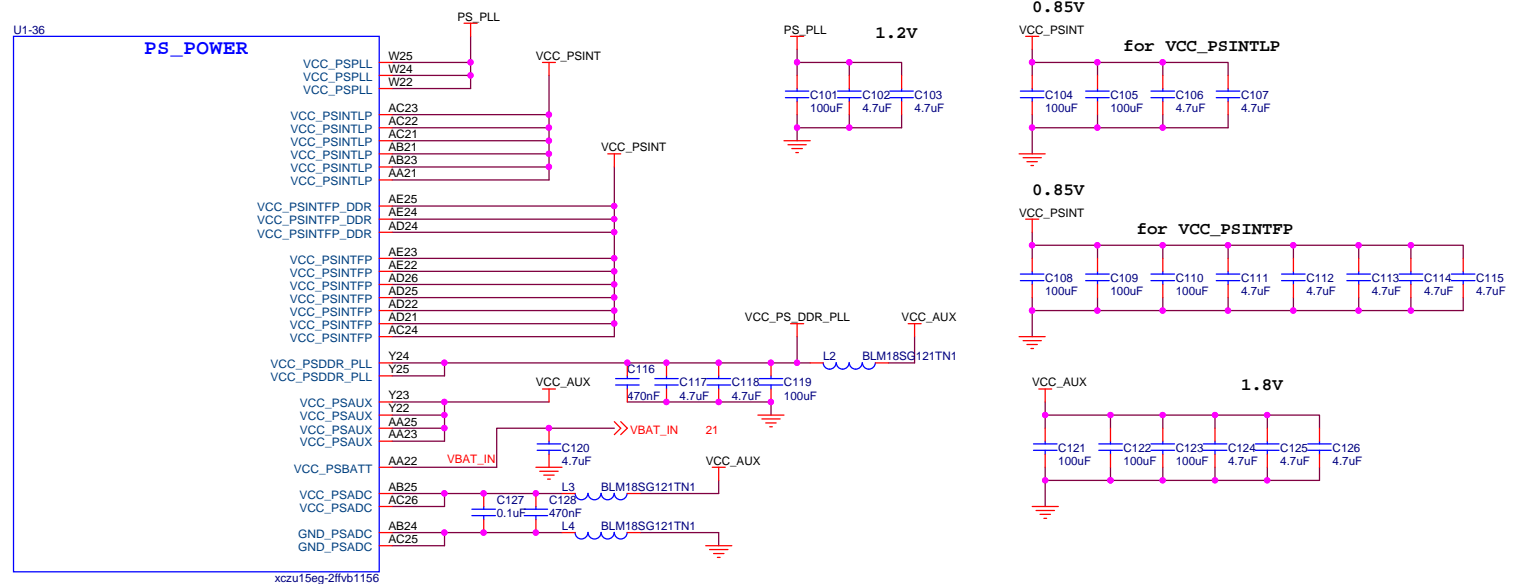 U1-36
PS_POWER
PS_PLL
VCC_PSINT
VCC_PSPLL W25
VCC_PSPLL W24
VCC_PSPLL W22
VCC_PSINTLP AC23
VCC_PSINTLP AC22
VCC_PSINTLP AC21
VCC_PSINTLP AB21
VCC_PSINTLP AB23
VCC_PSINTLP AA21
VCC_PSINT
VCC_PSINTFP_DDR AE25
VCC_PSINTFP_DDR AE24
VCC_PSINTFP_DDR AD24
VCC_PSINTFP AE23
VCC_PSINTFP AE22
VCC_PSINTFP AD26
VCC_PSINTFP AD25
VCC_PSINTFP AD22
VCC_PSINTFP AD21
VCC_PSINTFP AC24
VCC_PS_DDR_PLL VCC_AUX
VCC_PSDDR_PLL Y24
VCC_PSDDR_PLL Y25
L2 BLM18SG121TN1
C116 470nF
C117 4.7uF
C118 4.7uF
C119 100uF
VCC_AUX
VCC_PSAUX Y23
VCC_PSAUX Y22
VCC_PSAUX AA25
VCC_PSAUX AA23
VBAT_IN 21
C120 4.7uF
VCC_PSBATT AA22 VBAT_IN
VCC_AUX
VCC_PSADC AB25
VCC_PSADC AC26
L3 BLM18SG121TN1
C127 0.1uF
C128 470nF
GND_PSADC AB24
GND_PSADC AC25
L4 BLM18SG121TN1
xczu15eg-2ffvb1156
PS_PLL 1.2V
C101 100uF
C102 4.7uF
C103 4.7uF
0.85V
VCC_PSINT
for VCC_PSINTLP
C104 100uF
C105 100uF
C106 4.7uF
C107 4.7uF
0.85V
VCC_PSINT
for VCC_PSINTFP
C108 100uF
C109 100uF
C110 100uF
C111 4.7uF
C112 4.7uF
C113 4.7uF
C114 4.7uF
C115 4.7uF
VCC_AUX 1.8V
C121 100uF
C122 100uF
C123 100uF
C124 4.7uF
C125 4.7uF
C126 4.7uF